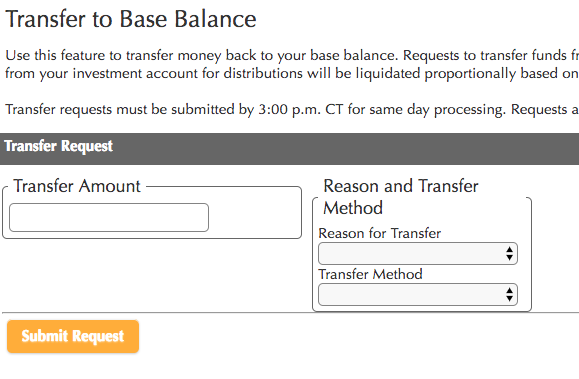 Transfer to Base Balance
Use this feature to transfer money back to your base balance. Requests to transfer funds
from your investment account for distributions will be liquidated proportionally based on
Transfer requests must be submitted by 3:00 p.m. CT for same day processing. Requests a
Transfer Request
Transfer Amount
Reason and Transfer
Method
Reason for Transfer
Transfer Method
Submit Request